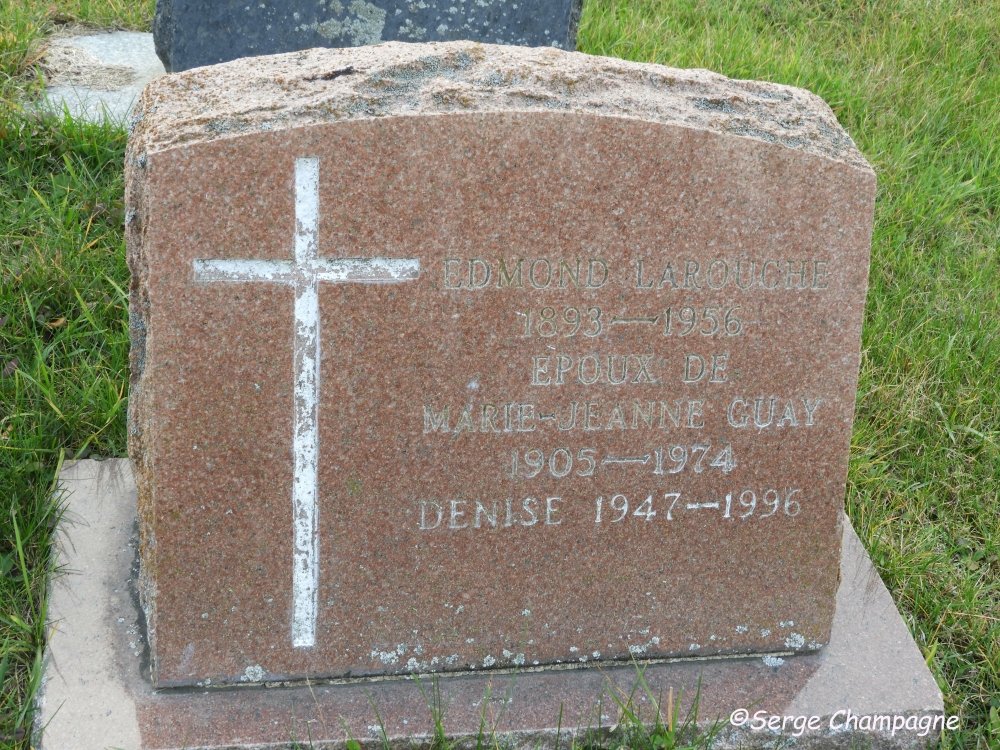 EDMOND LAROUCHE
1893—1956
EPOUX DE
MARIE-JEANNE GUAY
1905—1974
DENISE 1947—1996
©Serge Champagne